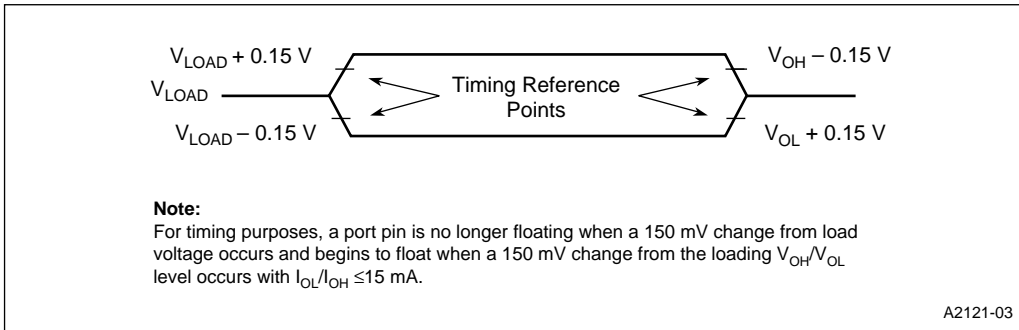 V_LOAD + 0.15 V
V_OH – 0.15 V
V_LOAD
Timing Reference
Points
V_LOAD – 0.15 V
V_OL + 0.15 V
Note:
For timing purposes, a port pin is no longer floating when a 150 mV change from load
voltage occurs and begins to float when a 150 mV change from the loading V_OH/V_OL
level occurs with I_OL/I_OH ≤15 mA.
A2121-03